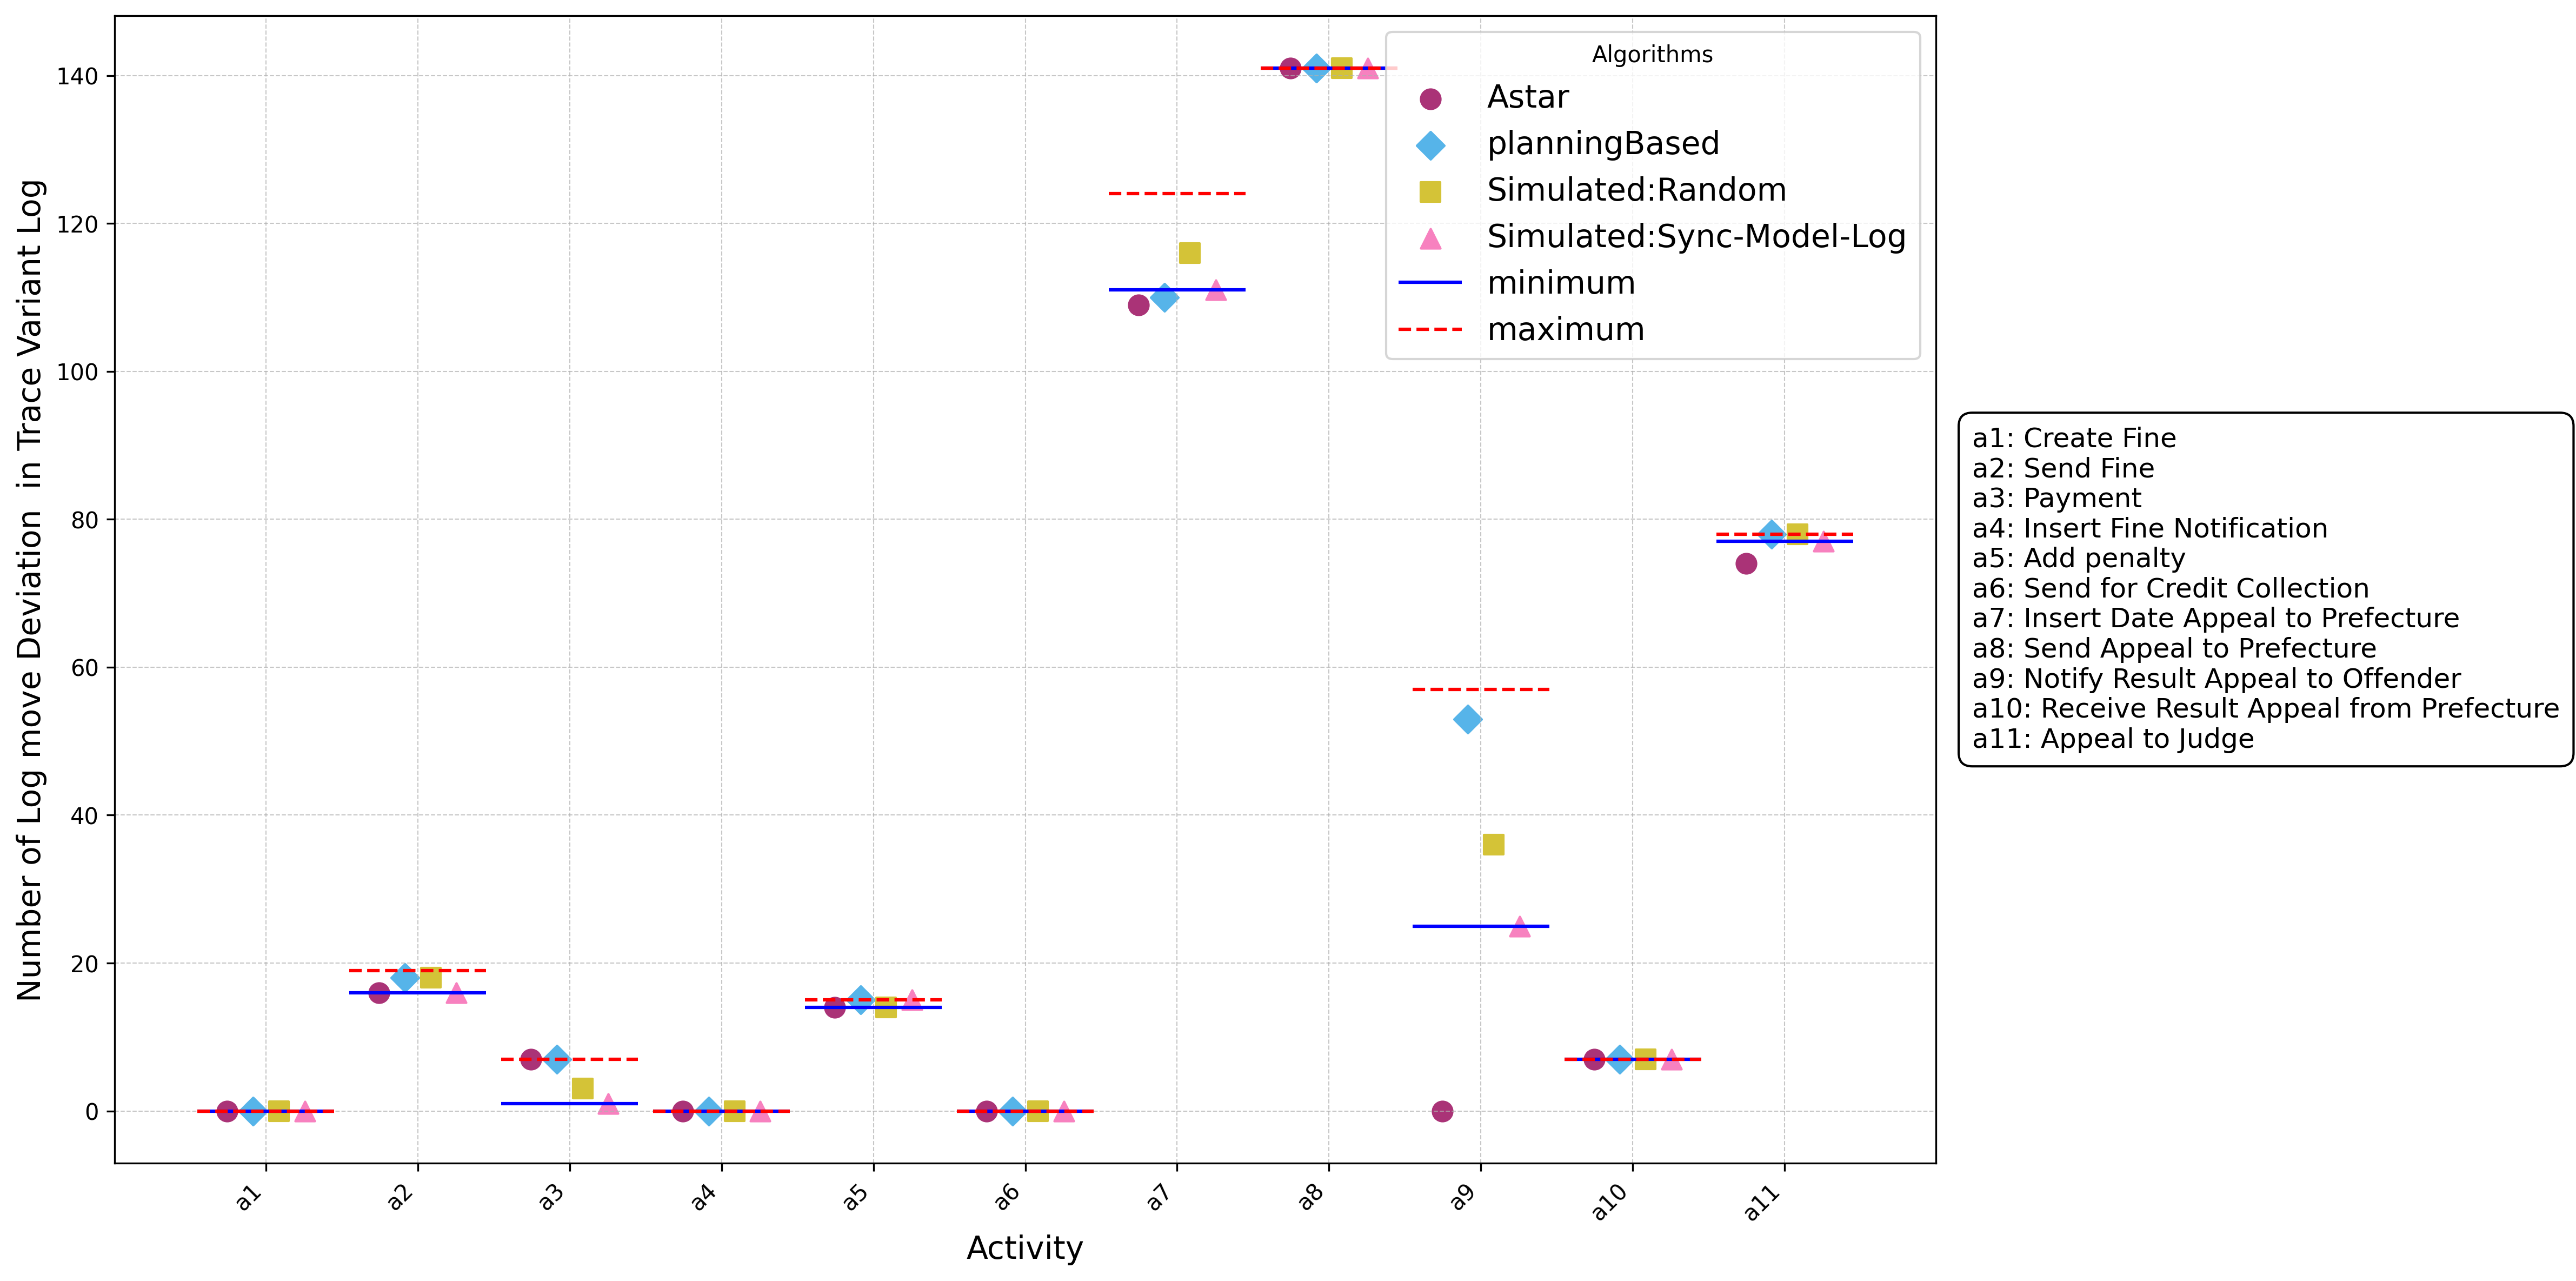 Number of Log move Deviation  in Trace Variant Log
140
120
100
80
60
40
20
0
Algorithms
Astar
planningBased
Simulated:Random
Simulated:Sync-Model-Log
minimum
maximum
a1: Create Fine
a2: Send Fine
a3: Payment
a4: Insert Fine Notification
a5: Add penalty
a6: Send for Credit Collection
a7: Insert Date Appeal to Prefecture
a8: Send Appeal to Prefecture
a9: Notify Result Appeal to Offender
a10: Receive Result Appeal from Prefecture
a11: Appeal to Judge
a1
a2
a3
a4
a5
a6
a7
a8
a9
a10
a11
Activity